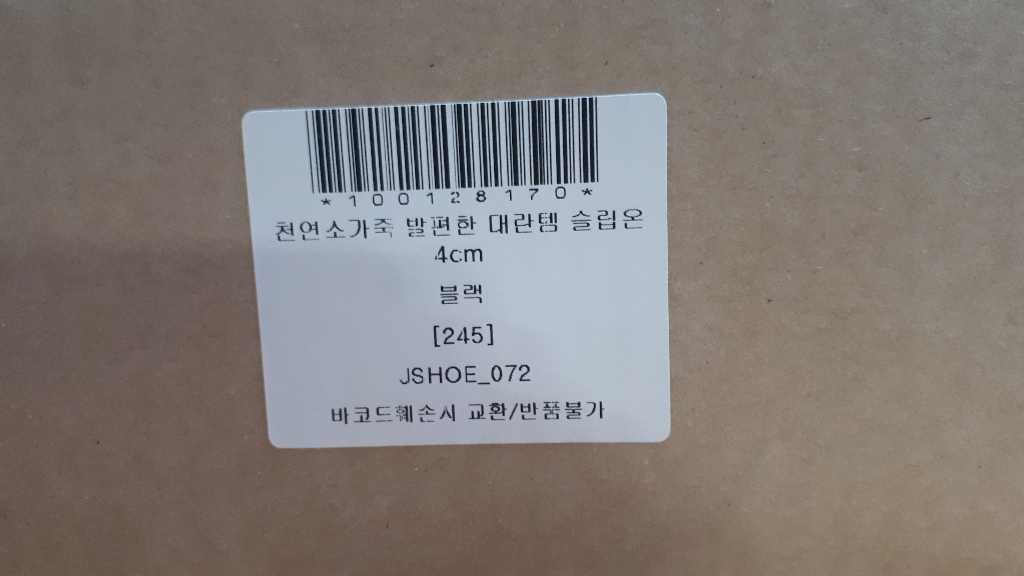 *100128170*
천연소가죽 발편한 대란템 슬립온
4cm
블랙
[245]
JSHOE_072
바코드훼손시 교환/반품불가